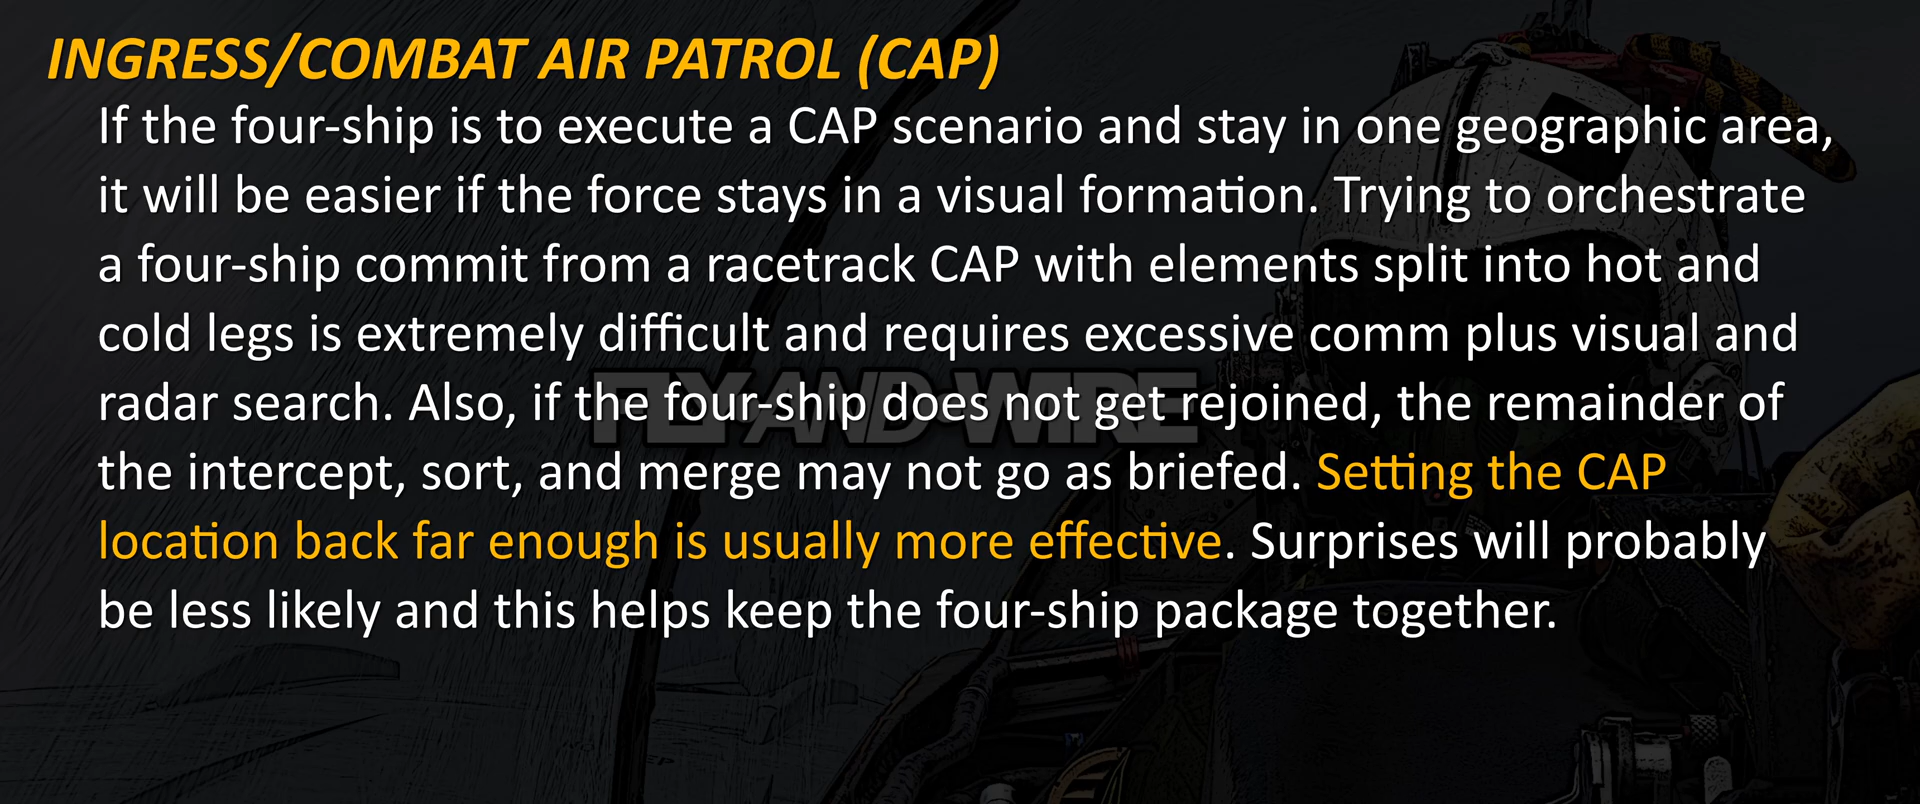 INGRESS/COMBAT AIR PATROL (CAP)
If the four-ship is to execute a CAP scenario and stay in one geographic area,
it will be easier if the force stays in a visual formation. Trying to orchestrate
a four-ship commit from a racetrack CAP with elements split into hot and
cold legs is extremely difficult and requires excessive comm plus visual and
radar search. Also, if the four-ship does not get rejoined, the remainder of
FLY-AND-WIRE
the intercept, sort, and merge may not go as briefed. Setting the CAP
location back far enough is usually more effective. Surprises will probably
be less likely and this helps keep the four-ship package together.